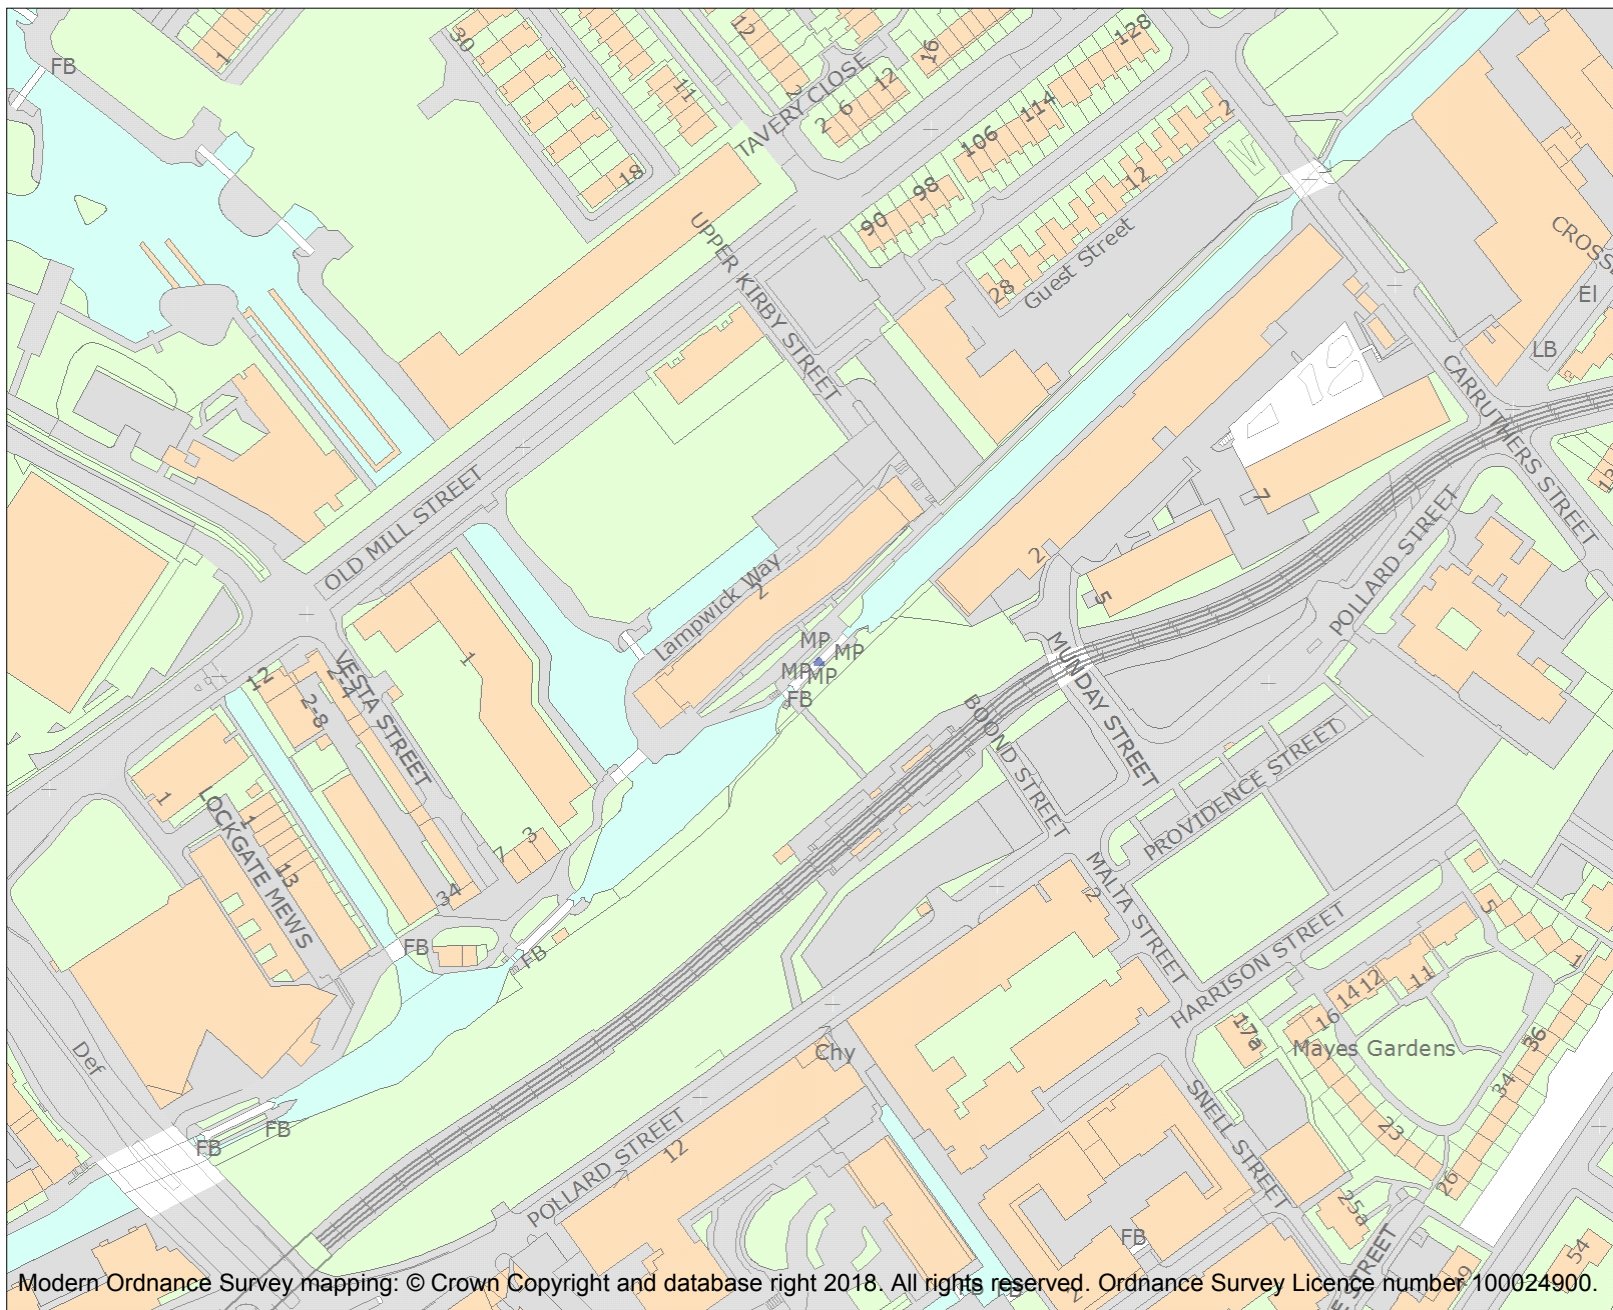 30
12
16
128
FB
1
11
2
TAVERY CLOSE
12
6
2
114
106
2
18
98
12
90
UPPER KIRBY STREET
Guest Street
28
El
LB
CARRUTHERS STREET
OLD MILL STREET
7
POLLARD STREET
2
Lampwick Way
2
5
MP
MP
MP
MP
FB
1
12
2-4
2-8
VESTA STREET
MUNDAY STREET
BOOND STREET
1
LOCKGATE MEWS
1
13
3
7
34
PROVIDENCE STREET
MALTA STREET
2
5
FB
FB
HARRISON STREET
1
11
12
14
16
17a
36
Mayes Gardens
Def
Chy
34
SNELL STREET
23
FB
FB
POLLARD STREET
12
26
25a
FB
54
Modern Ordnance Survey mapping: © Crown Copyright and database right 2018. All rights reserved. Ordnance Survey Licence number 100024900.